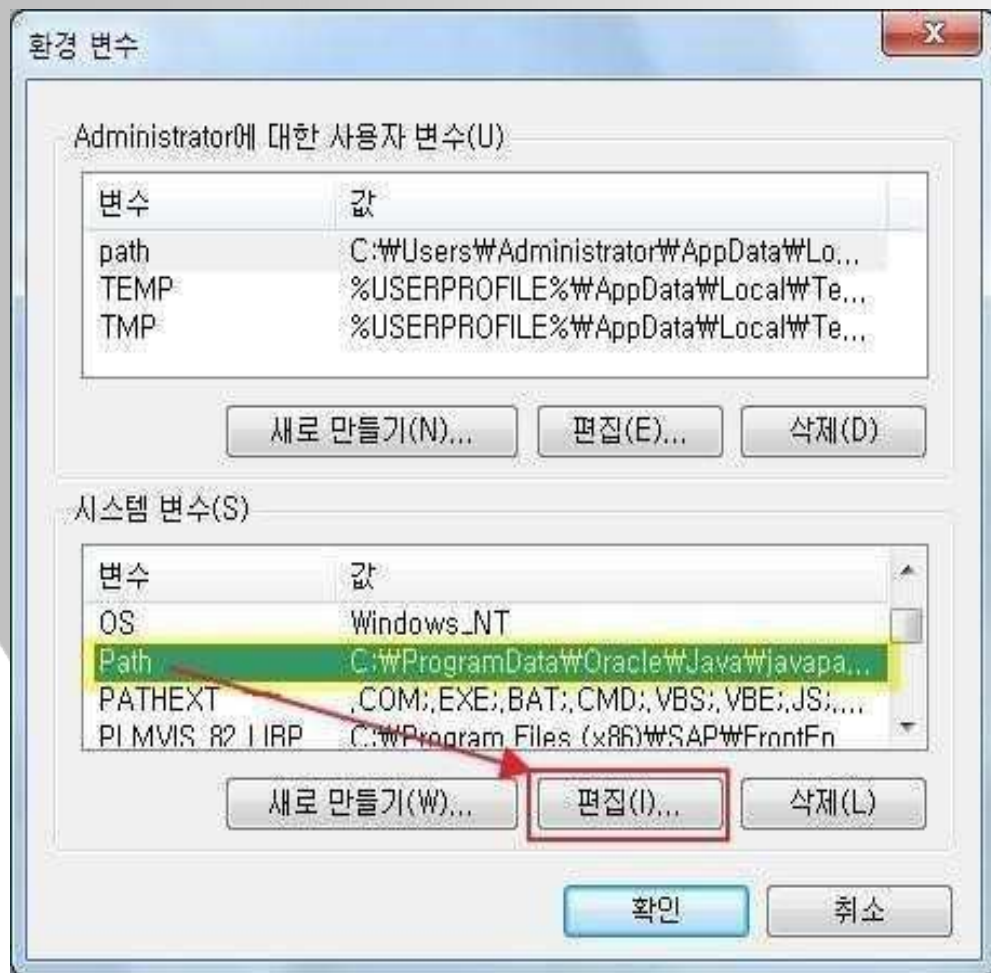 환경 변수
X
Administrator에 대한 사용자 변수(U)
변수 값
path C:₩Users₩Administrator₩AppData₩Lo...
TEMP %USERPROFILE%₩AppData₩Local₩Te...
TMP %USERPROFILE%₩AppData₩Local₩Te...
새로 만들기(N)... 편집(E)... 삭제(D)
시스템 변수(S)
변수 값
OS Windows_NT
Path C:₩ProgramData₩Oracle₩Java₩javapa...
PATHEXT .COM;.EXE;.BAT;.CMD;.VBS;.VBE;.JS;....
PLMVIS_82_LIBP C:₩Program Files (x86)₩SAP₩FrontEn
새로 만들기(W)... 편집(I)... 삭제(L)
확인 취소